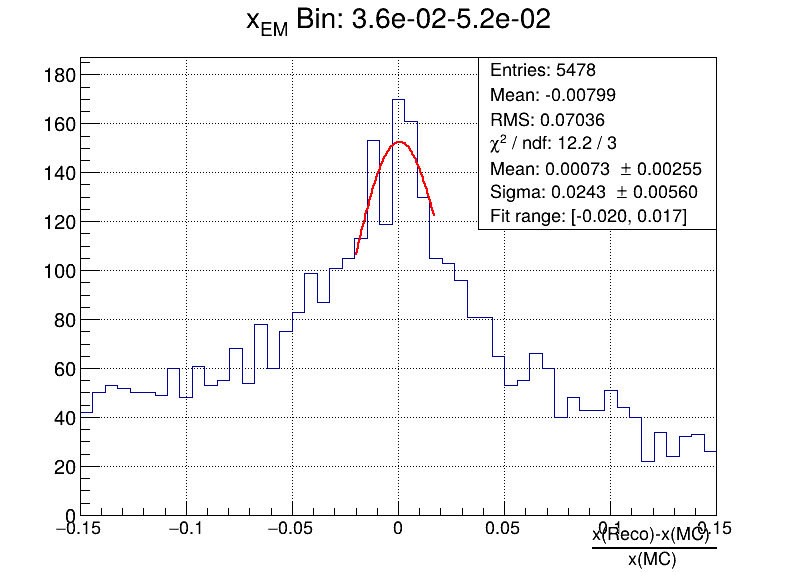 x_EM Bin: 3.6e-02-5.2e-02
Entries: 5478
Mean: -0.00799
RMS: 0.07036
χ² / ndf: 12.2 / 3
Mean: 0.00073 ± 0.00255
Sigma: 0.0243 ± 0.00560
Fit range: [-0.020, 0.017]
180
160
140
120
100
80
60
40
20
0
−0.15 −0.1 −0.05 0 0.05 0.1 0.15
x(Reco)-x(MC)
x(MC)